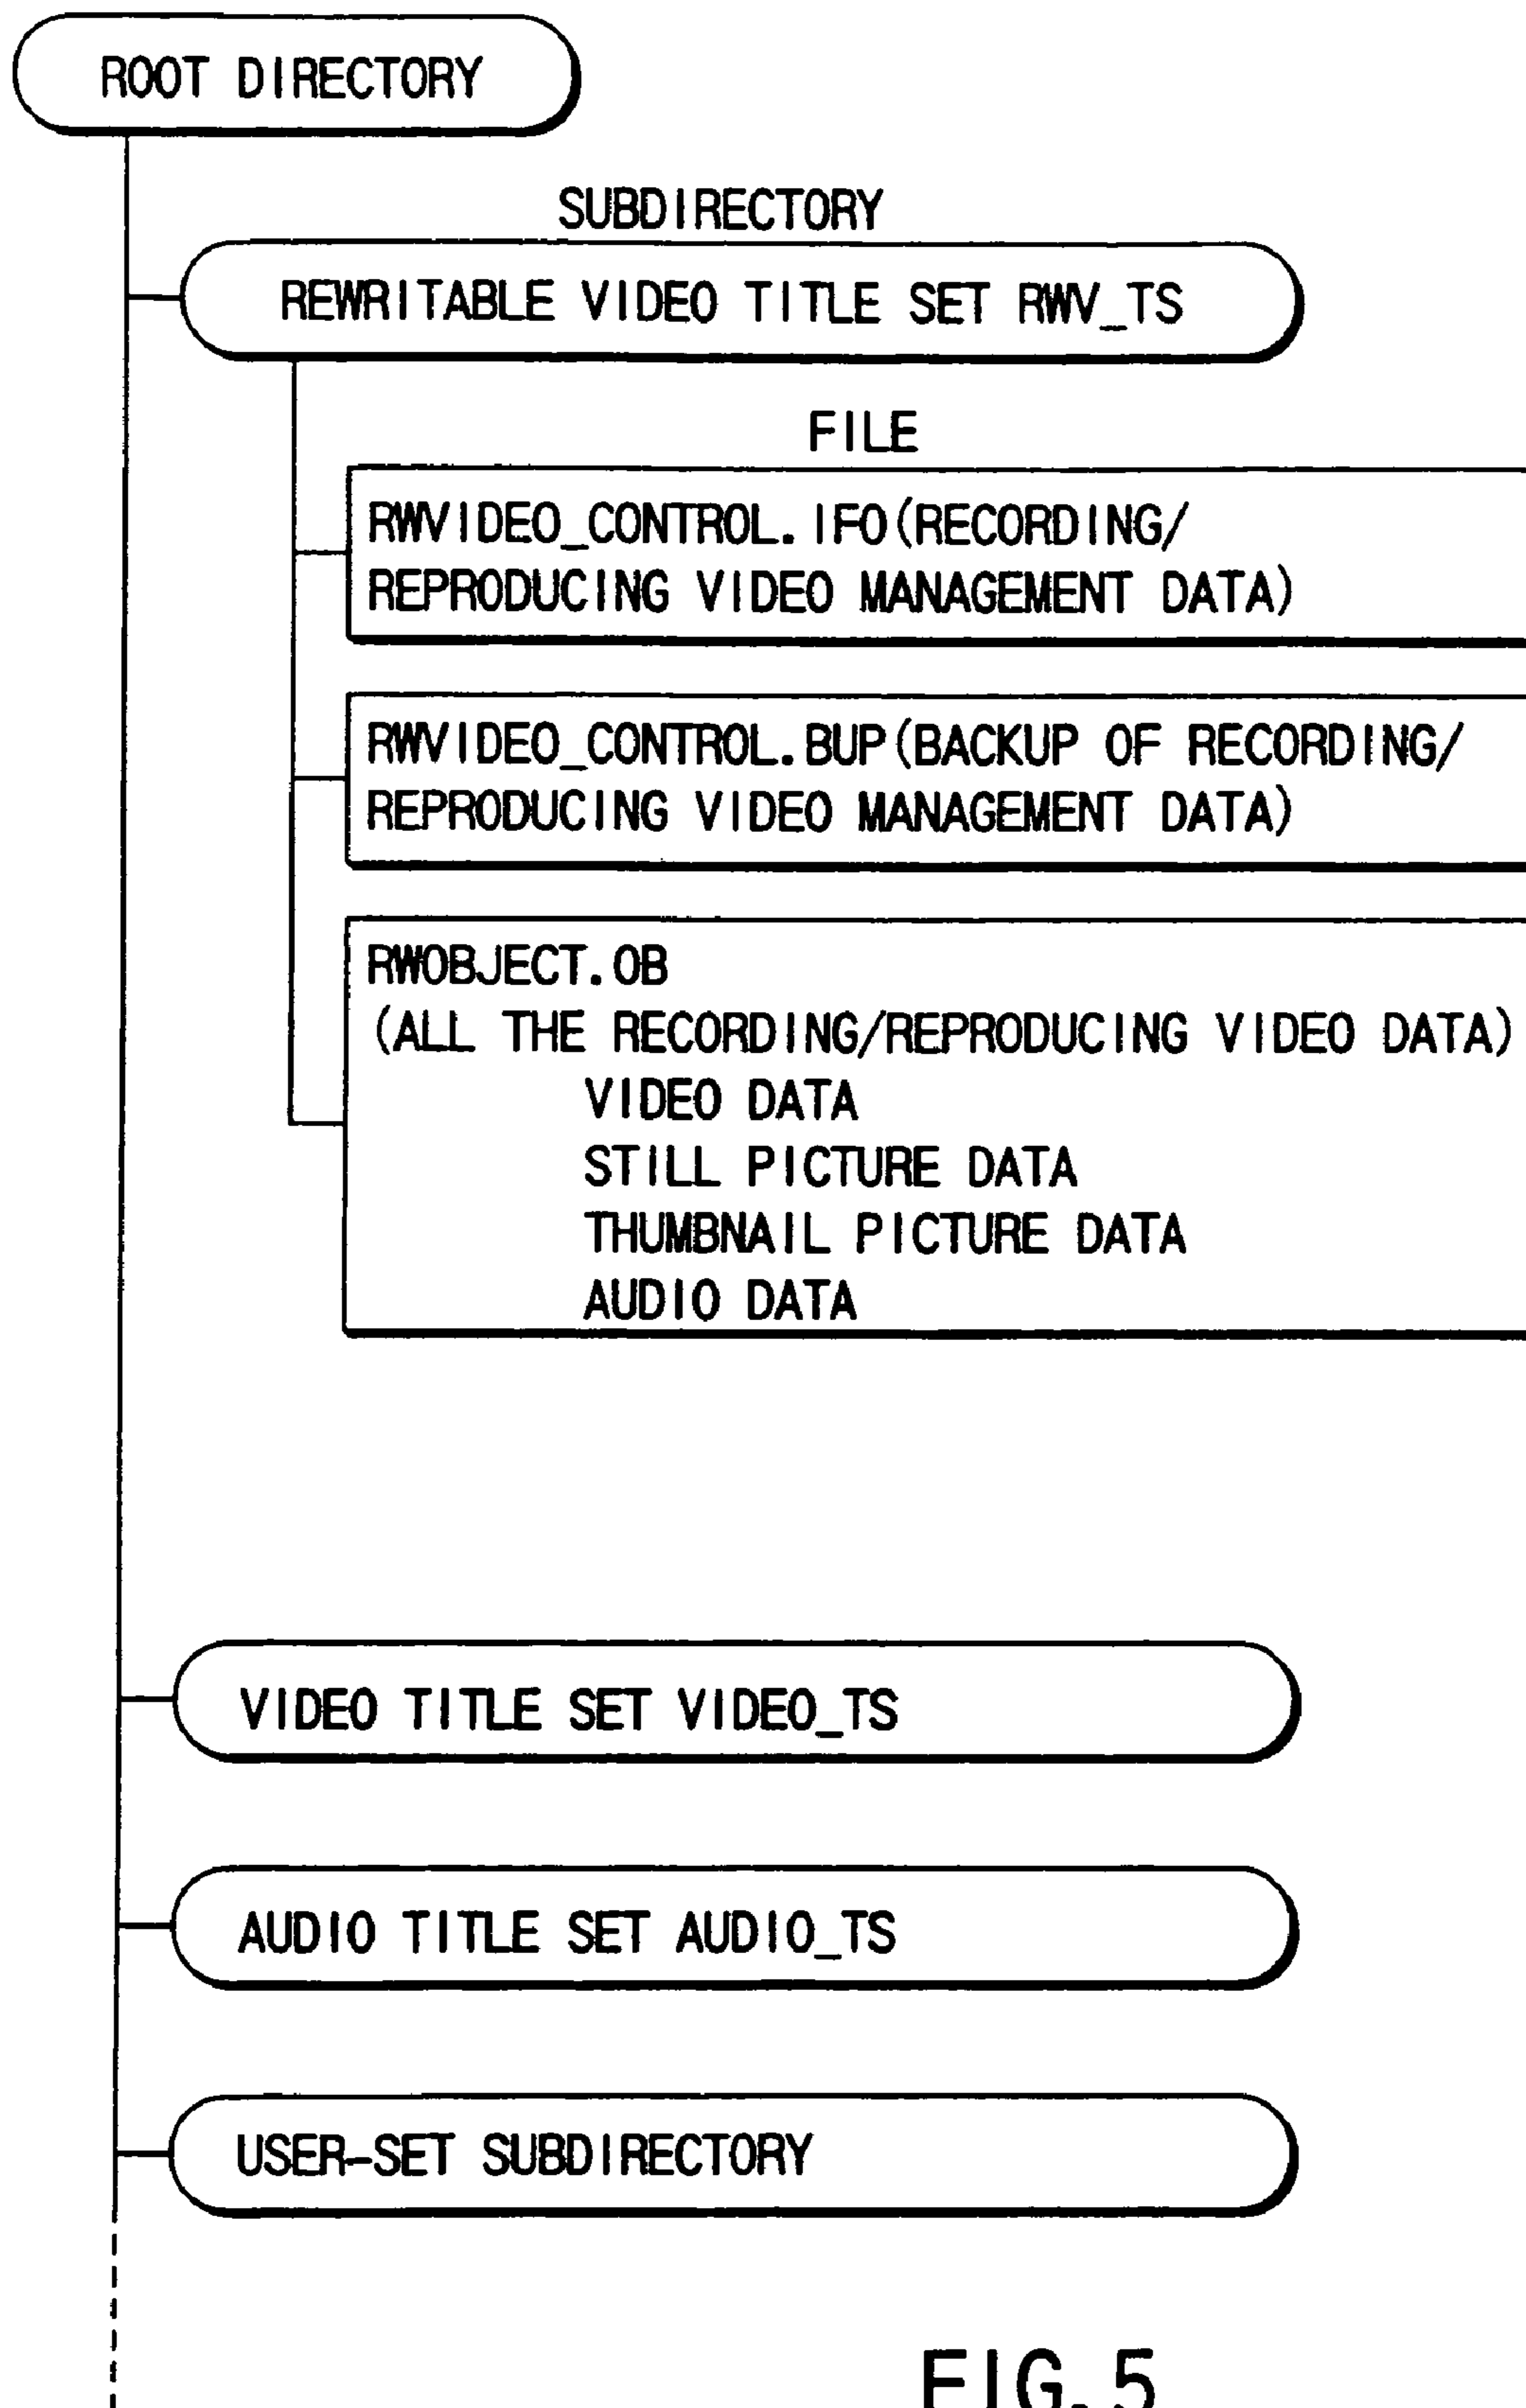 ROOT DIRECTORY
SUBDIRECTORY
REWRITABLE VIDEO TITLE SET RWV_TS
FILE
RWVIDEO_CONTROL.IFO(RECORDING/
REPRODUCING VIDEO MANAGEMENT DATA)
RWVIDEO_CONTROL.BUP(BACKUP OF RECORDING/
REPRODUCING VIDEO MANAGEMENT DATA)
RWOBJECT.OB
(ALL THE RECORDING/REPRODUCING VIDEO DATA)
VIDEO DATA
STILL PICTURE DATA
THUMBNAIL PICTURE DATA
AUDIO DATA
VIDEO TITLE SET VIDEO_TS
AUDIO TITLE SET AUDIO_TS
USER-SET SUBDIRECTORY
FIG.5